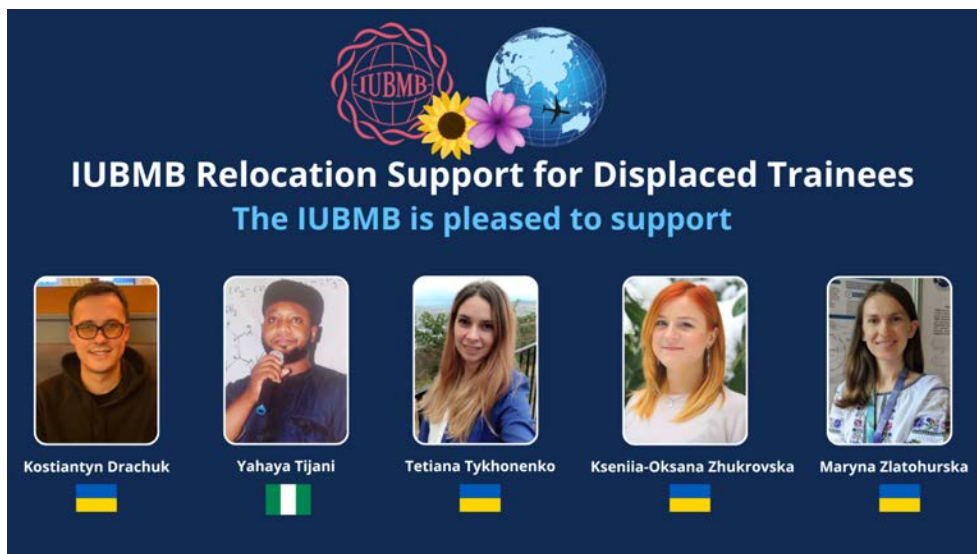 IUBMB
IUBMB Relocation Support for Displaced Trainees
The IUBMB is pleased to support
Kostiantyn Drachuk
Yahaya Tijani
Tetiana Tykhonenko
Kseniia-Oksana Zhukrovska
Maryna Zlatohurska